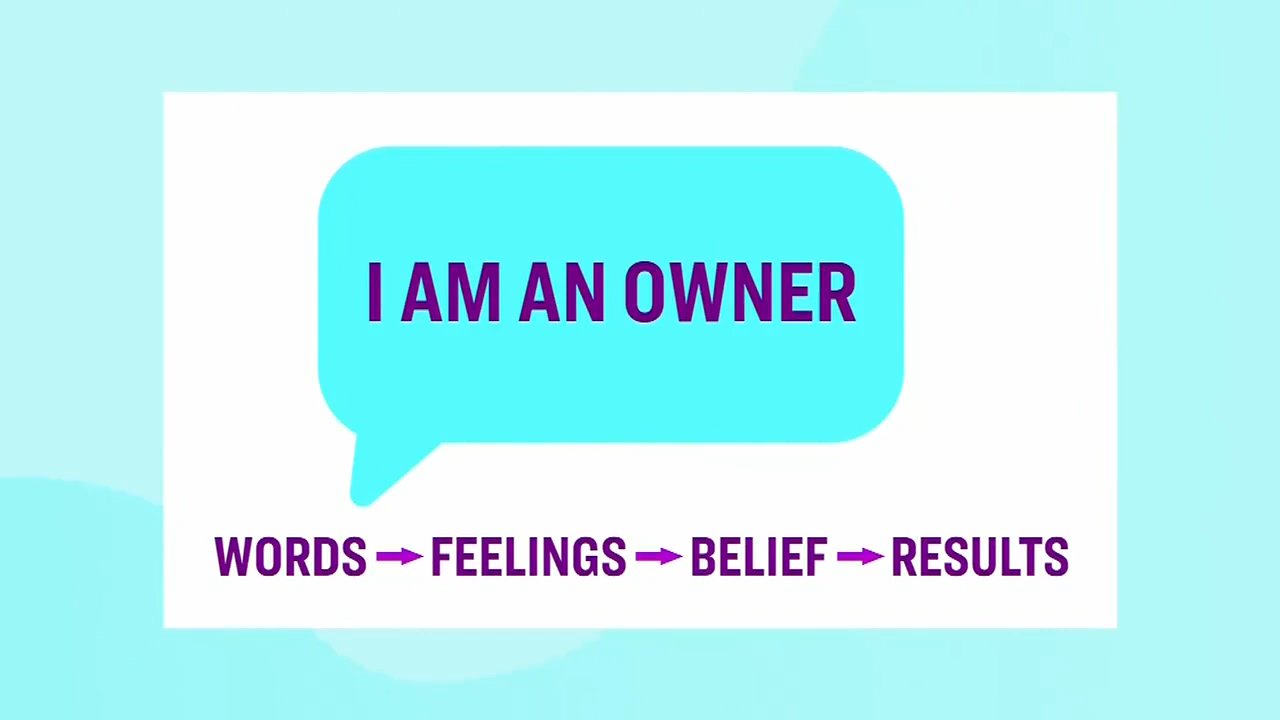 I AM AN OWNER
WORDS → FEELINGS → BELIEF → RESULTS